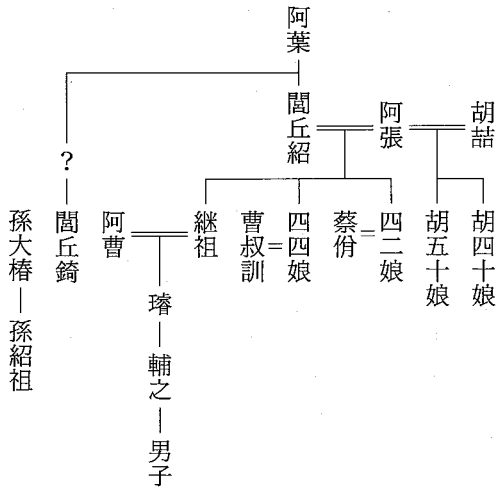 阿葉
胡喆
阿張
閭丘紹
?
胡四十娘
胡五十娘
四二娘
蔡佾
四四娘
曹叔訓
継祖
阿曹
閭丘錡
孫大椿
孫紹祖
璿
輔之
男子